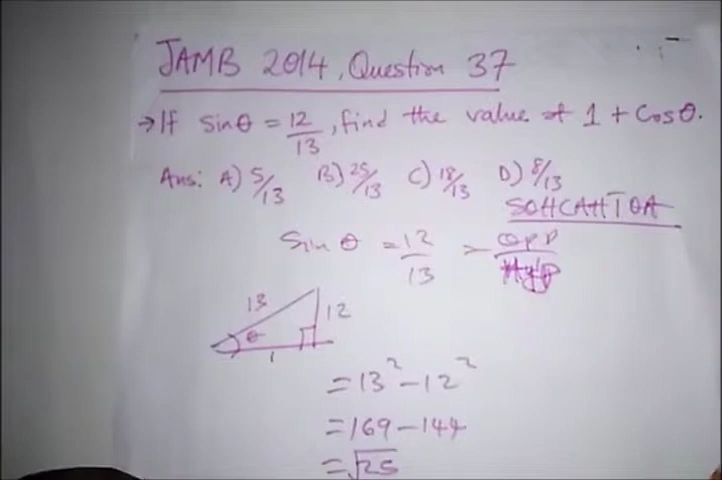 JAMB 2014, Question 37
→ If sinθ = 12/13, find the value of 1 + Cosθ.
Ans: A) 5/13 B) 25/13 C) 18/13 D) 8/13
SOHCAHTOA
Sin θ = 12/13 = OPP/Hyp
13
12
θ
= 13² - 12²
= 169 - 144
= √25